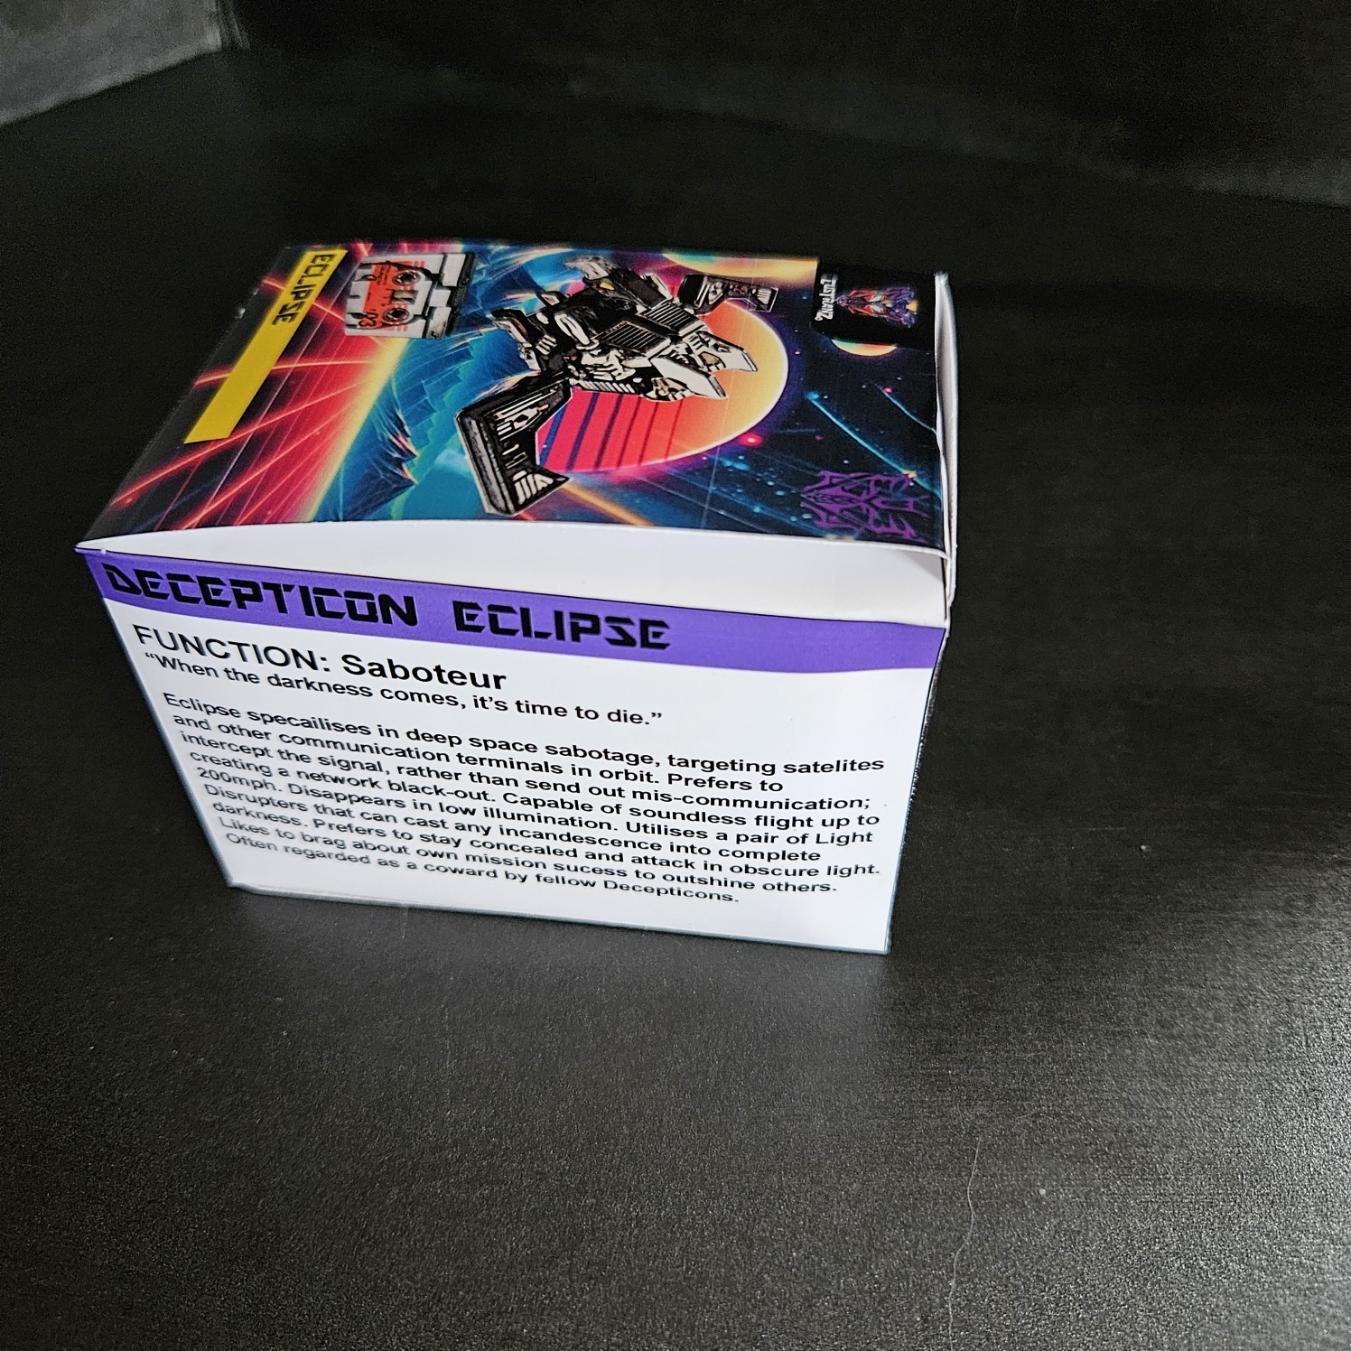 ECLIPSE
DECEPTICON ECLIPSE
FUNCTION: Saboteur
“When the darkness comes, it’s time to die.”
Eclipse specailises in deep space sabotage, targeting satelites
and other communication terminals in orbit. Prefers to
intercept the signal, rather than send out mis-communication;
creating a network black-out. Capable of soundless flight up to
200mph. Disappears in low illumination. Utilises a pair of Light
Disrupters that can cast any incandescence into complete
darkness. Prefers to stay concealed and attack in obscure light.
Likes to brag about own mission sucess to outshine others.
Often regarded as a coward by fellow Decepticons.